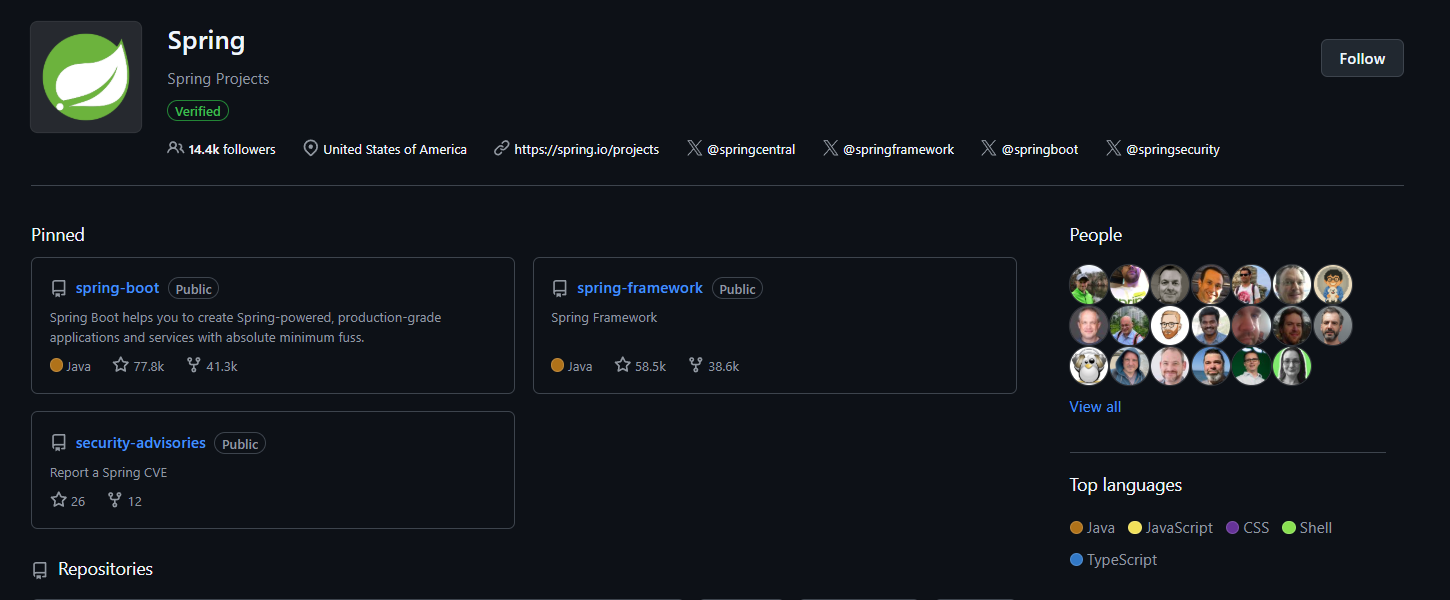 Spring
Follow
Spring Projects
Verified
14.4k followers United States of America https://spring.io/projects @springcentral @springframework @springboot @springsecurity
Pinned
spring-boot Public
Spring Boot helps you to create Spring-powered, production-grade
applications and services with absolute minimum fuss.
Java 77.8k 41.3k
spring-framework Public
Spring Framework
Java 58.5k 38.6k
security-advisories Public
Report a Spring CVE
26 12
Repositories
People
View all
Top languages
Java JavaScript CSS Shell
TypeScript